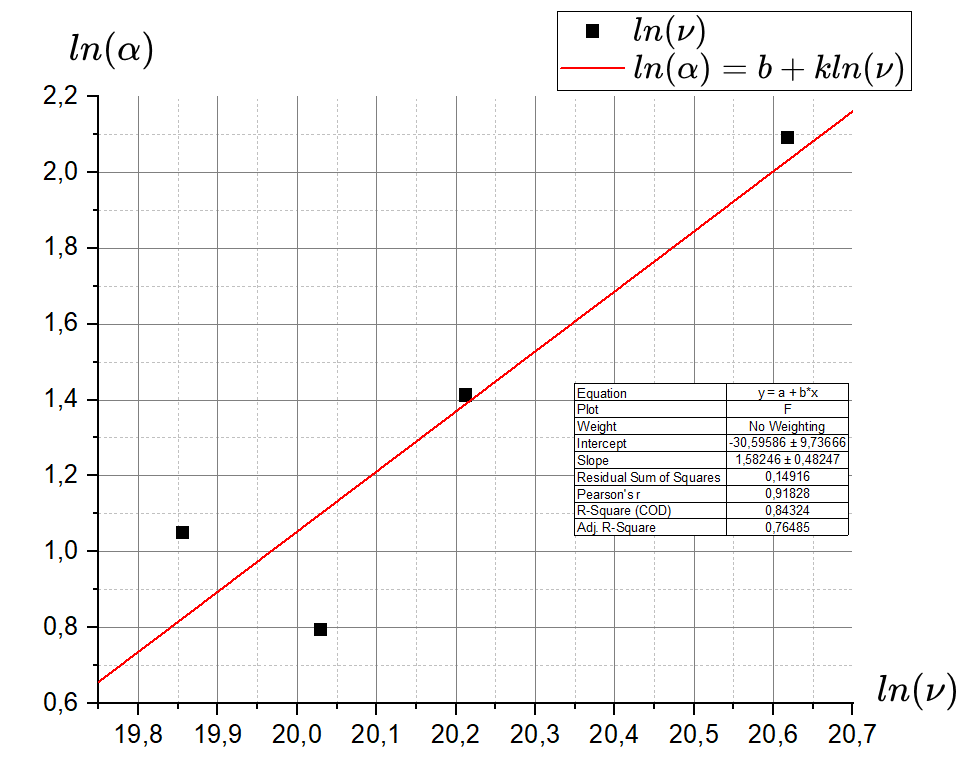 ln(α)
ln(ν)
ln(α) = b + kln(ν)
2,2
2,0
1,8
1,6
1,4
1,2
1,0
0,8
0,6
Equation y = a + b*x
Plot F
Weight No Weighting
Intercept -30,59586 ± 9,73666
Slope 1,58246 ± 0,48247
Residual Sum of Squares 0,14916
Pearson's r 0,91828
R-Square (COD) 0,84324
Adj. R-Square 0,76485
ln(ν)
19,8 19,9 20,0 20,1 20,2 20,3 20,4 20,5 20,6 20,7